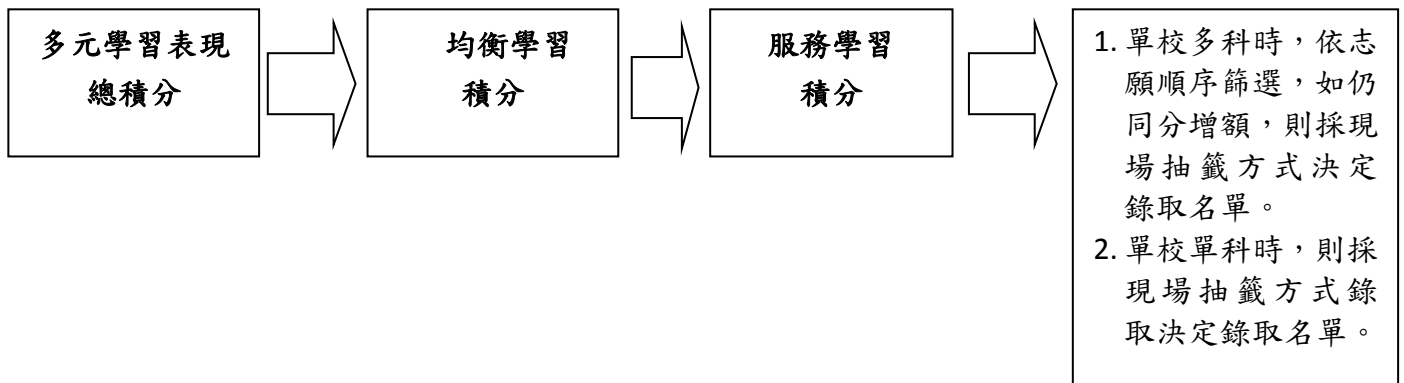 多元學習表現
總積分
均衡學習
積分
服務學習
積分
1. 單校多科時，依志
願順序篩選，如仍
同分增額，則採現
場抽籤方式決定
錄取名單。
2. 單校單科時，則採
現場抽籤方式錄
取決定錄取名單。